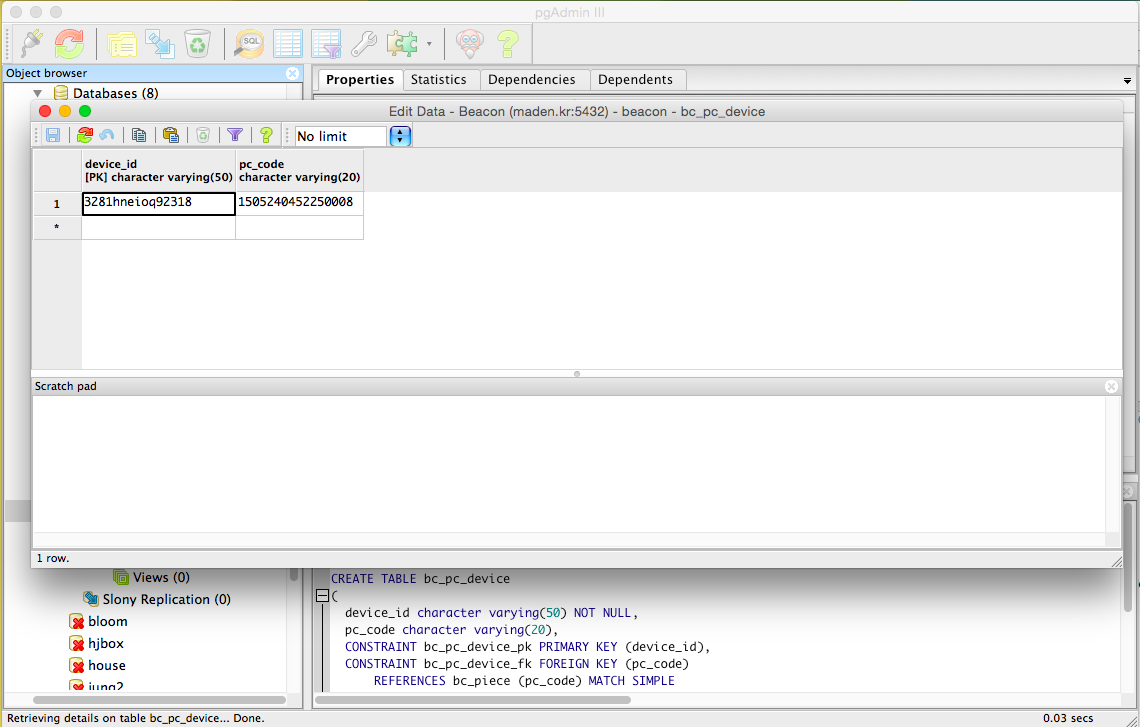 pgAdmin III
SQL
Object browser
Properties
Statistics
Dependencies
Dependents
Databases (8)
Edit Data - Beacon (maden.kr:5432) - beacon - bc_pc_device
No limit
device_id
[PK] character varying(50)
pc_code
character varying(20)
1
3281hneioq92318
1505240452250008
*
Scratch pad
1 row.
Views (0)
Slony Replication (0)
bloom
hjbox
house
jung2
CREATE TABLE bc_pc_device
(
device_id character varying(50) NOT NULL,
pc_code character varying(20),
CONSTRAINT bc_pc_device_pk PRIMARY KEY (device_id),
CONSTRAINT bc_pc_device_fk FOREIGN KEY (pc_code)
REFERENCES bc_piece (pc_code) MATCH SIMPLE
Retrieving details on table bc_pc_device... Done.
0.03 secs